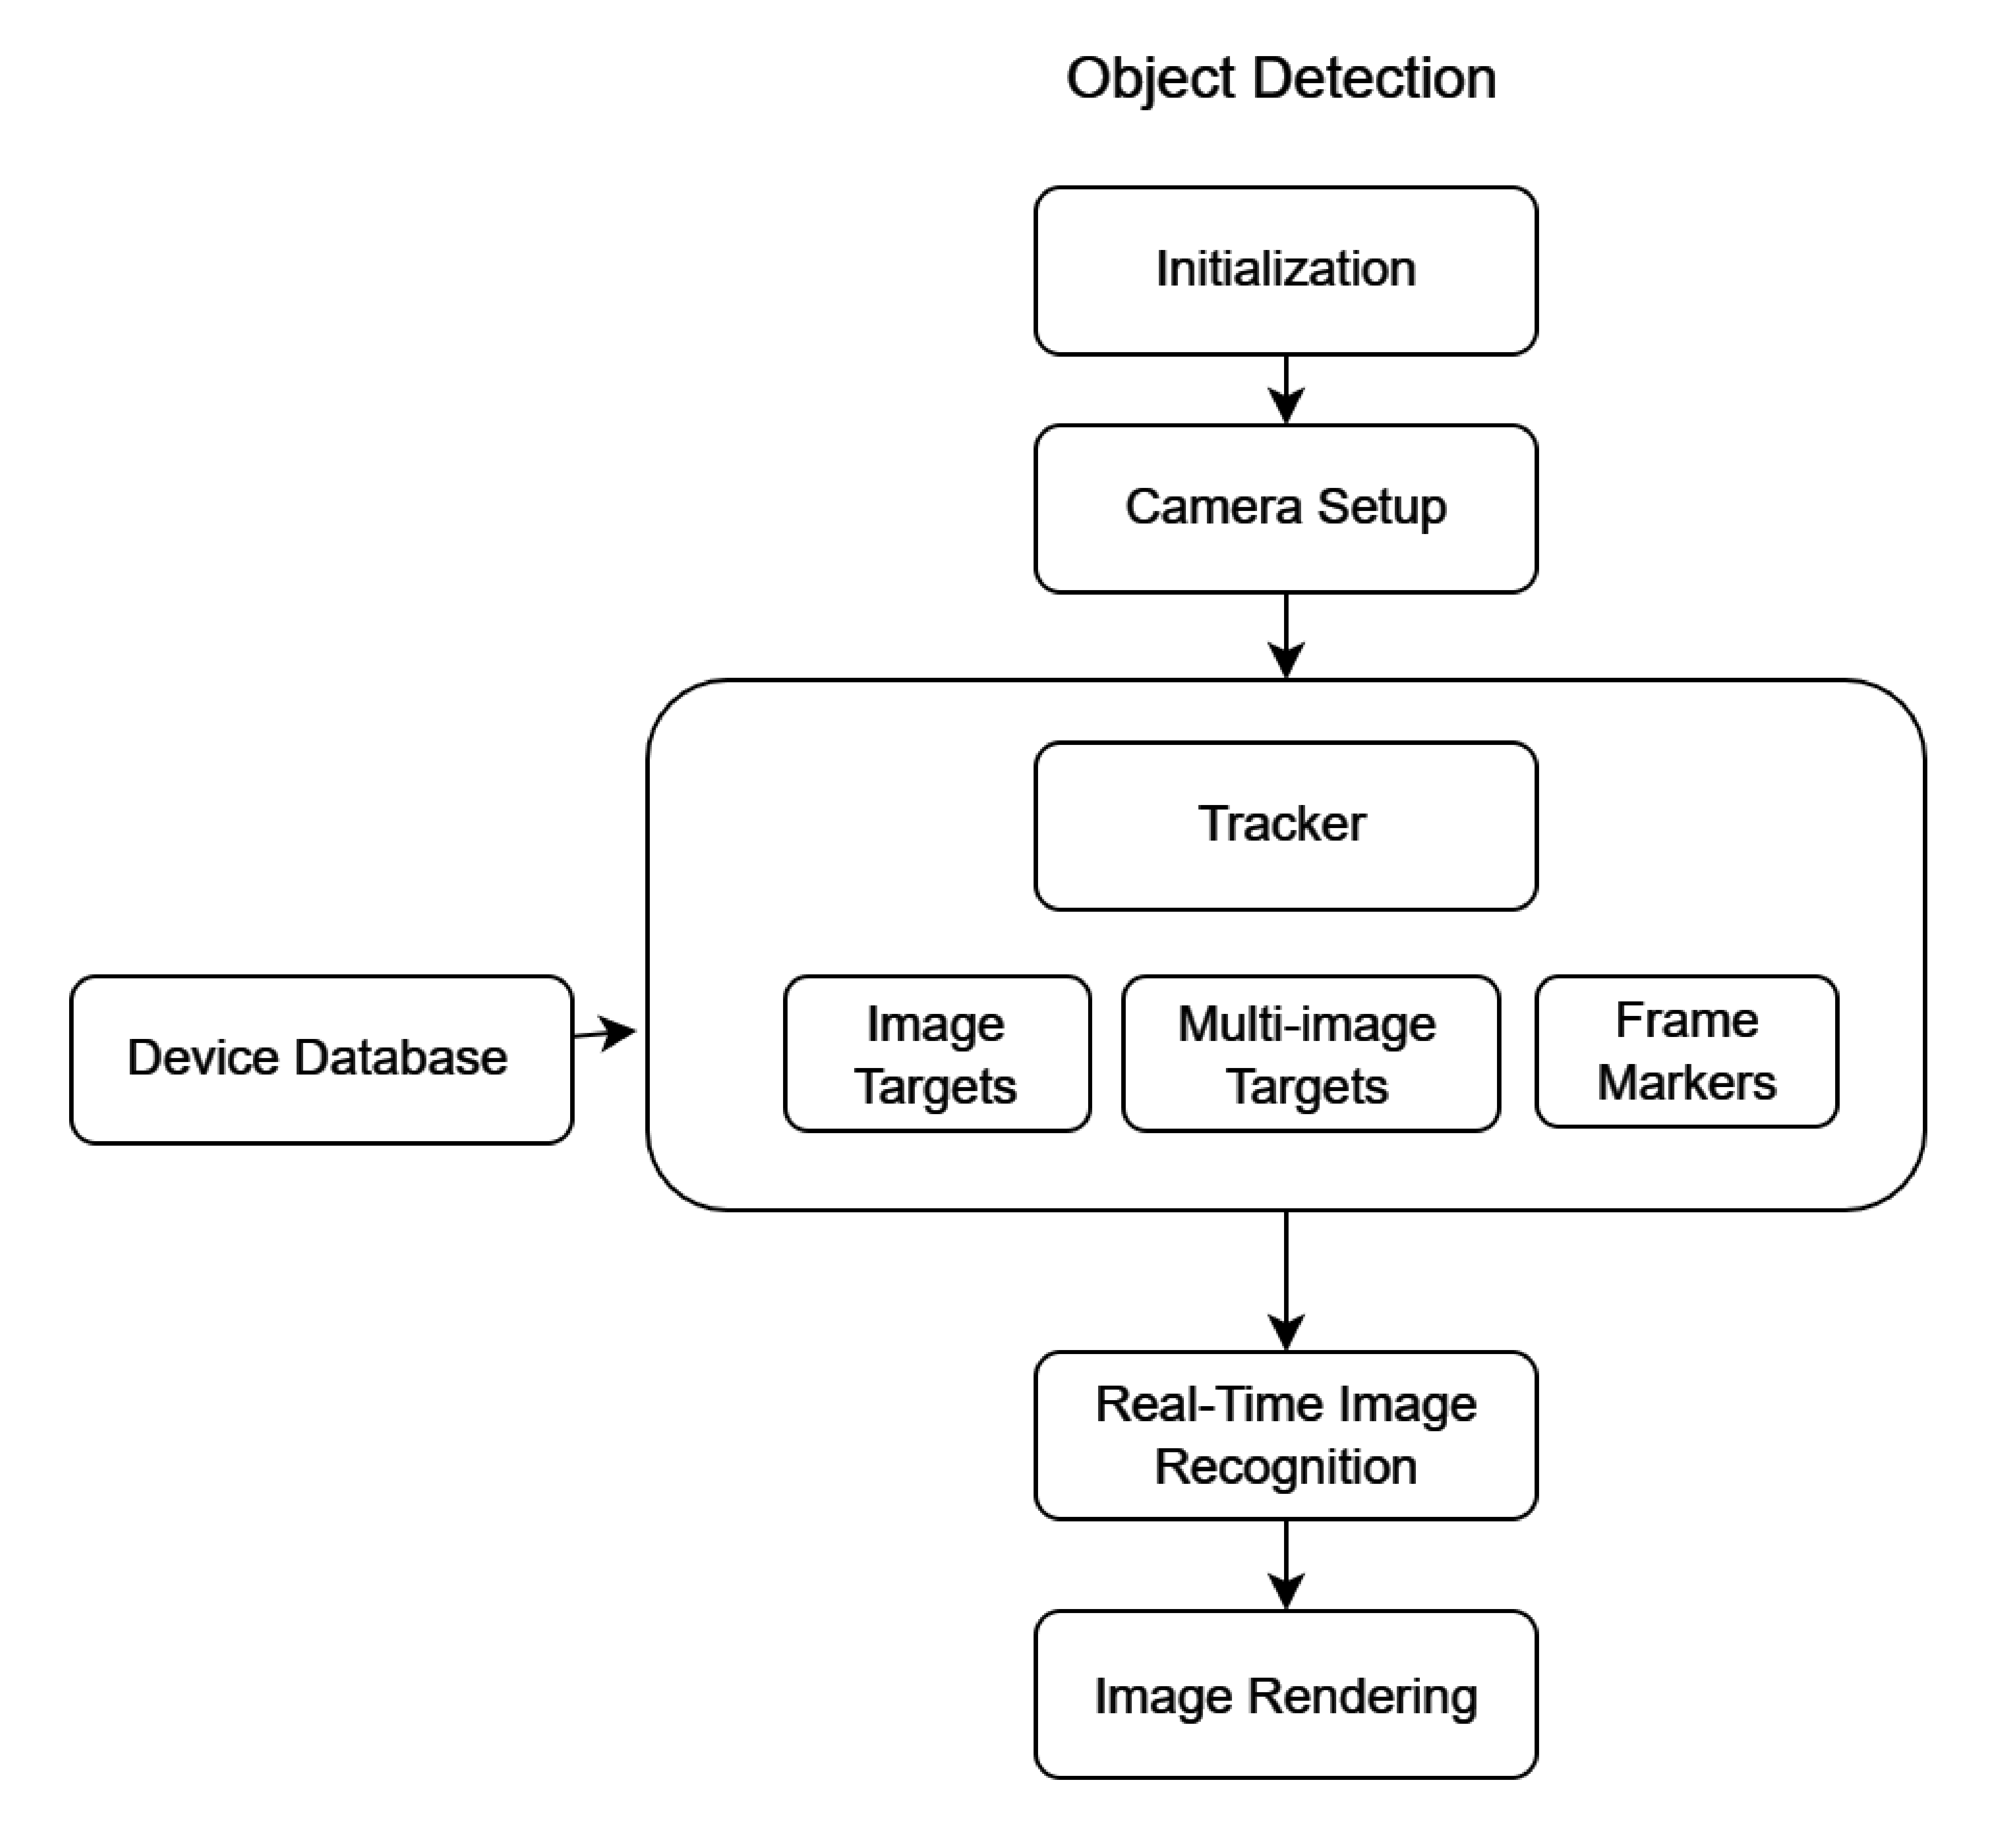 Object Detection
Initialization
Camera Setup
Tracker
Device Database
Image
Targets
Multi-image
Targets
Frame
Markers
Real-Time Image
Recognition
Image Rendering